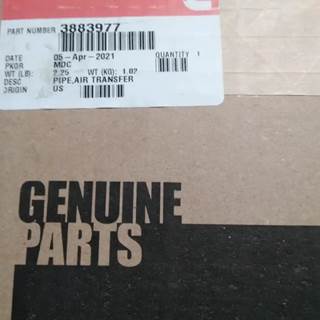 PART NUMBER 3883977
DATE 05-Apr-2021 QUANTITY 1
PKGR MDC
WT (LB): 2.25 WT (KG): 1.02
DESC PIPE,AIR TRANSFER
ORIGIN US
GENUINE
PARTS